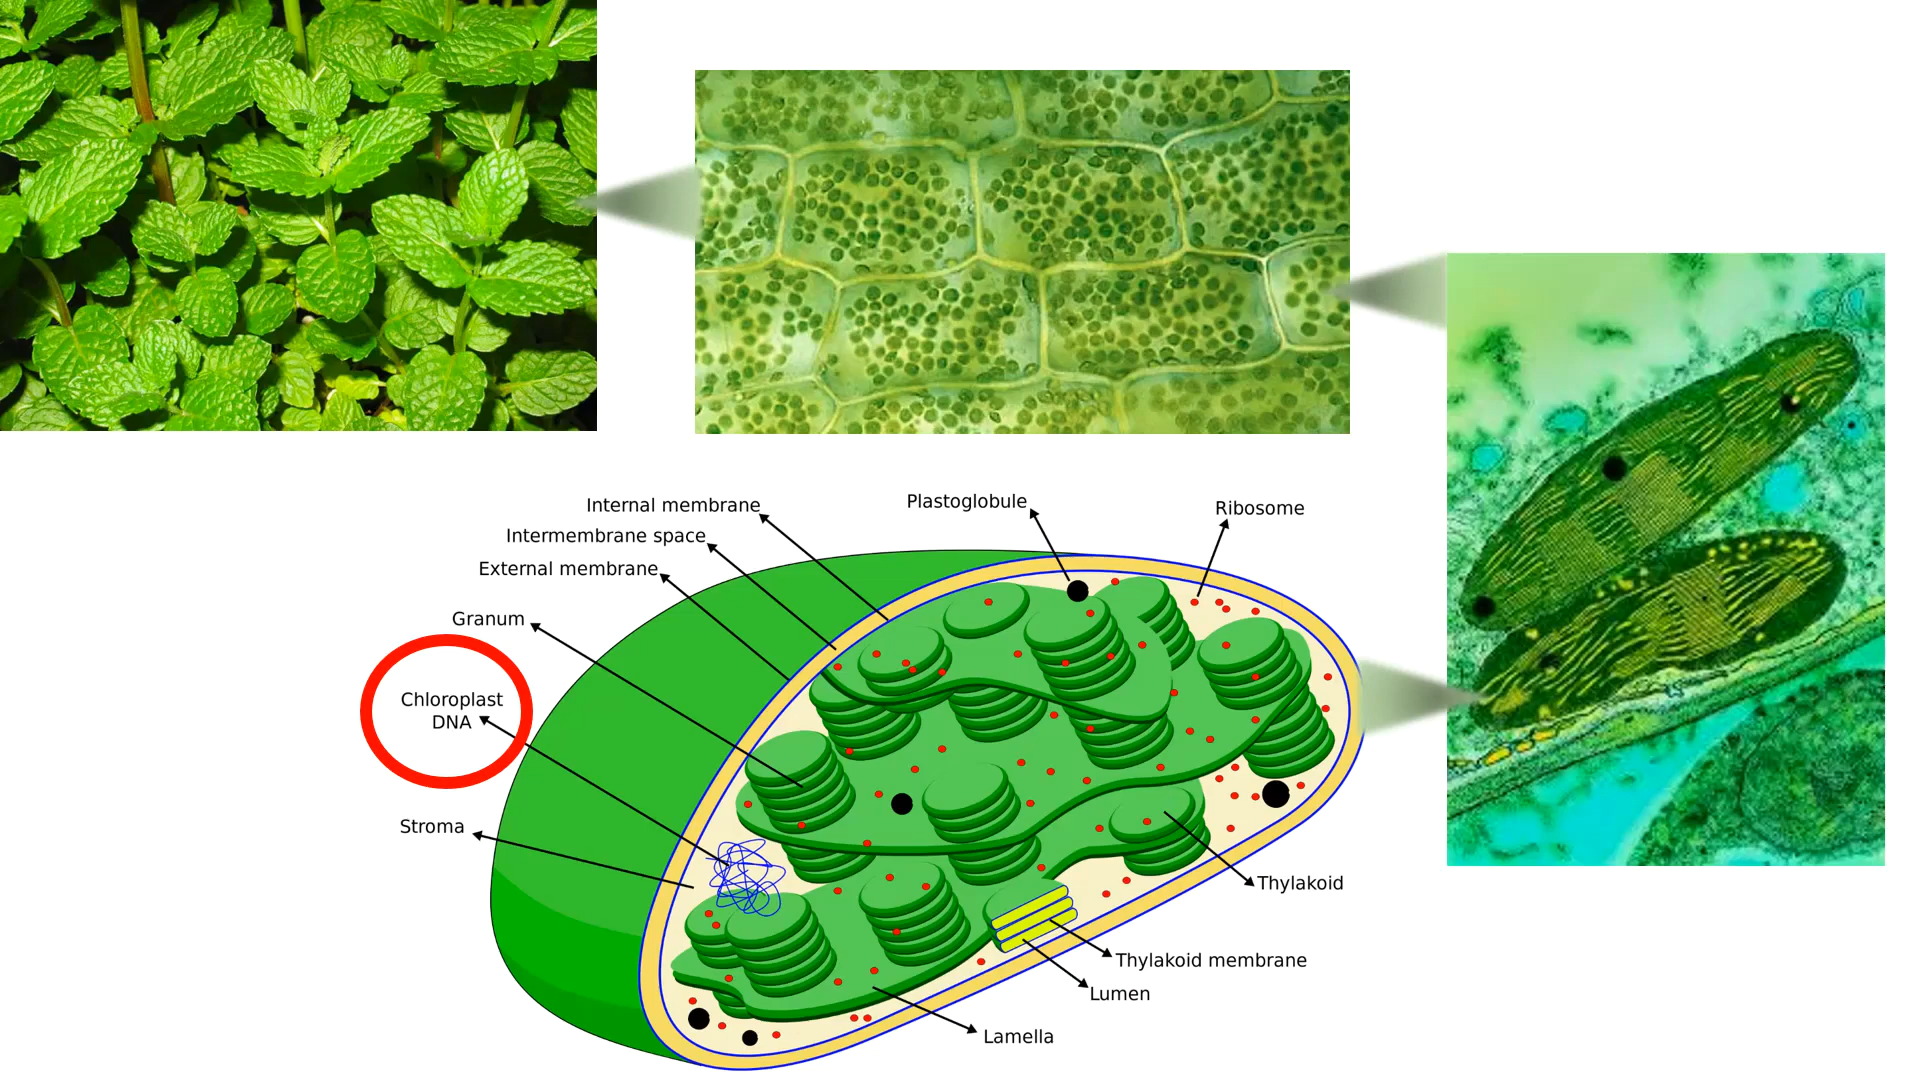 Internal membrane
Intermembrane space
External membrane
Granum
Chloroplast
DNA
Stroma
Plastoglobule
Ribosome
Thylakoid
Thylakoid membrane
Lumen
Lamella